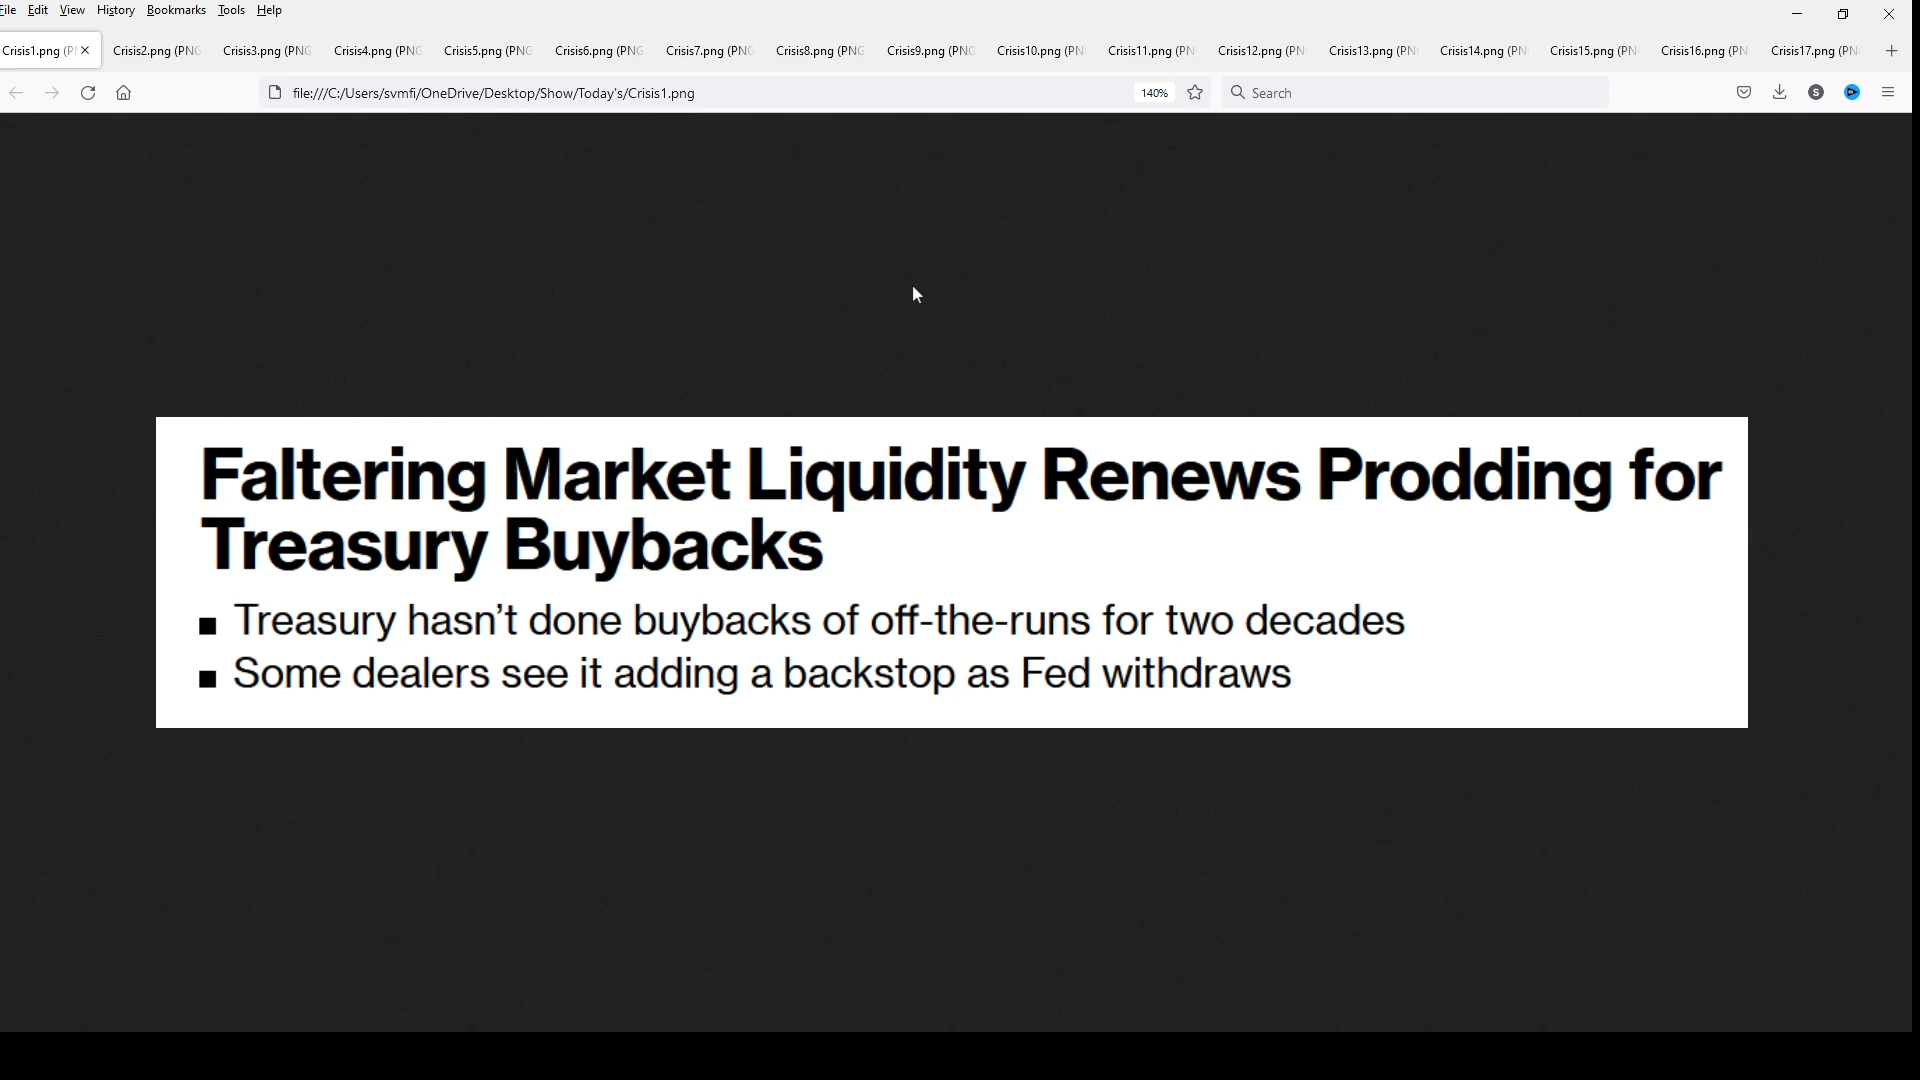 File Edit View History Bookmarks Tools Help
Crisis1.png (P Crisis2.png (PNG Crisis3.png (PNG Crisis4.png (PNG Crisis5.png (PNG Crisis6.png (PNG Crisis7.png (PNG Crisis8.png (PNG Crisis9.png (PNG Crisis10.png (PN Crisis11.png (PN Crisis12.png (PN Crisis13.png (PN Crisis14.png (PN Crisis15.png (PN Crisis16.png (PN Crisis17.png (PN
file:///C:/Users/svmfi/OneDrive/Desktop/Show/Today's/Crisis1.png 140% Search S
Faltering Market Liquidity Renews Prodding for
Treasury Buybacks
■ Treasury hasn't done buybacks of off-the-runs for two decades
■ Some dealers see it adding a backstop as Fed withdraws